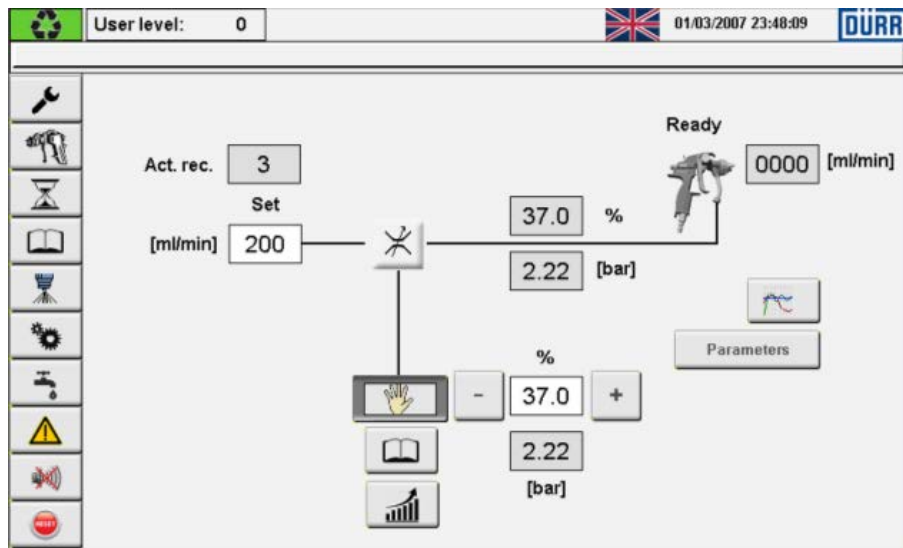 User level: 0
01/03/2007 23:48:09
DÜRR
Ready
0000 [ml/min]
Act. rec. 3
Set
[ml/min] 200
37.0 %
2.22 [bar]
Parameters
%
- 37.0 +
2.22
[bar]
RESET